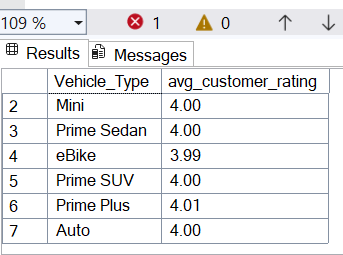 109 % 1 0
Results Messages
Vehicle_Type avg_customer_rating
2 Mini 4.00
3 Prime Sedan 4.00
4 eBike 3.99
5 Prime SUV 4.00
6 Prime Plus 4.01
7 Auto 4.00